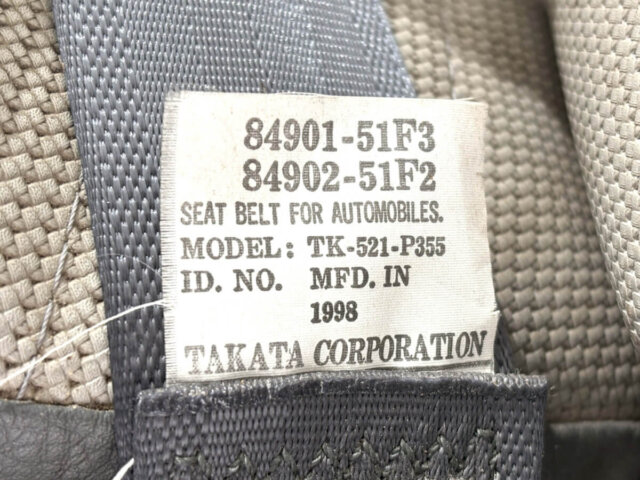 84901-51F3
84902-51F2
SEAT BELT FOR AUTOMOBILES.
MODEL: TK-521-P355
ID. NO. MFD. IN
1998
TAKATA CORPORATION